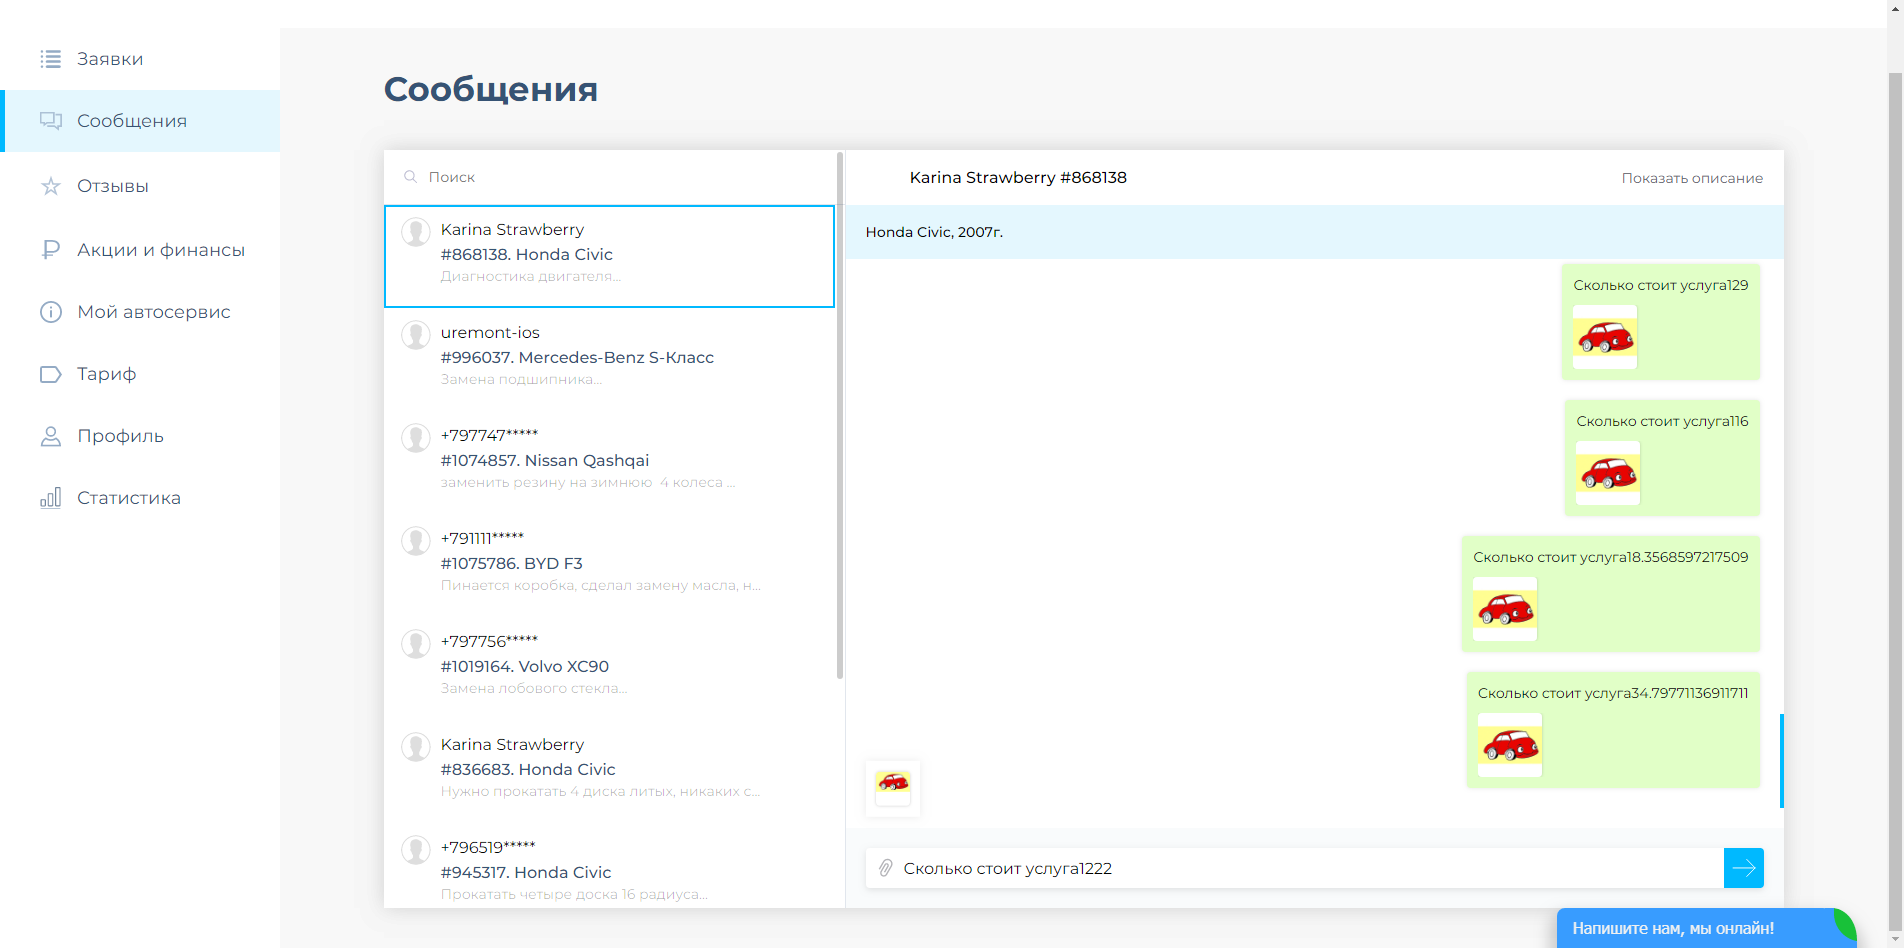 Заявки
Сообщения
Отзывы
Акции и финансы
Мой автосервис
Тариф
Профиль
Статистика
Сообщения
Поиск
Karina Strawberry
#868138. Honda Civic
Диагностика двигателя...
uremont-ios
#996037. Mercedes-Benz S-Класс
Замена подшипника...
+797747*****
#1074857. Nissan Qashqai
заменить резину на зимнюю 4 колеса ...
+791111*****
#1075786. BYD F3
Пинается коробка, сделал замену масла, н...
+797756*****
#1019164. Volvo XC90
Замена лобового стекла...
Karina Strawberry
#836683. Honda Civic
Нужно прокатать 4 диска литых, никаких с...
+796519*****
#945317. Honda Civic
Прокатать четыре доска 16 радиуса...
Karina Strawberry #868138
Показать описание
Honda Civic, 2007г.
Сколько стоит услуга129
Сколько стоит услуга116
Сколько стоит услуга18.3568597217509
Сколько стоит услуга34.79771136911711
Сколько стоит услуга1222
Напишите нам, мы онлайн!